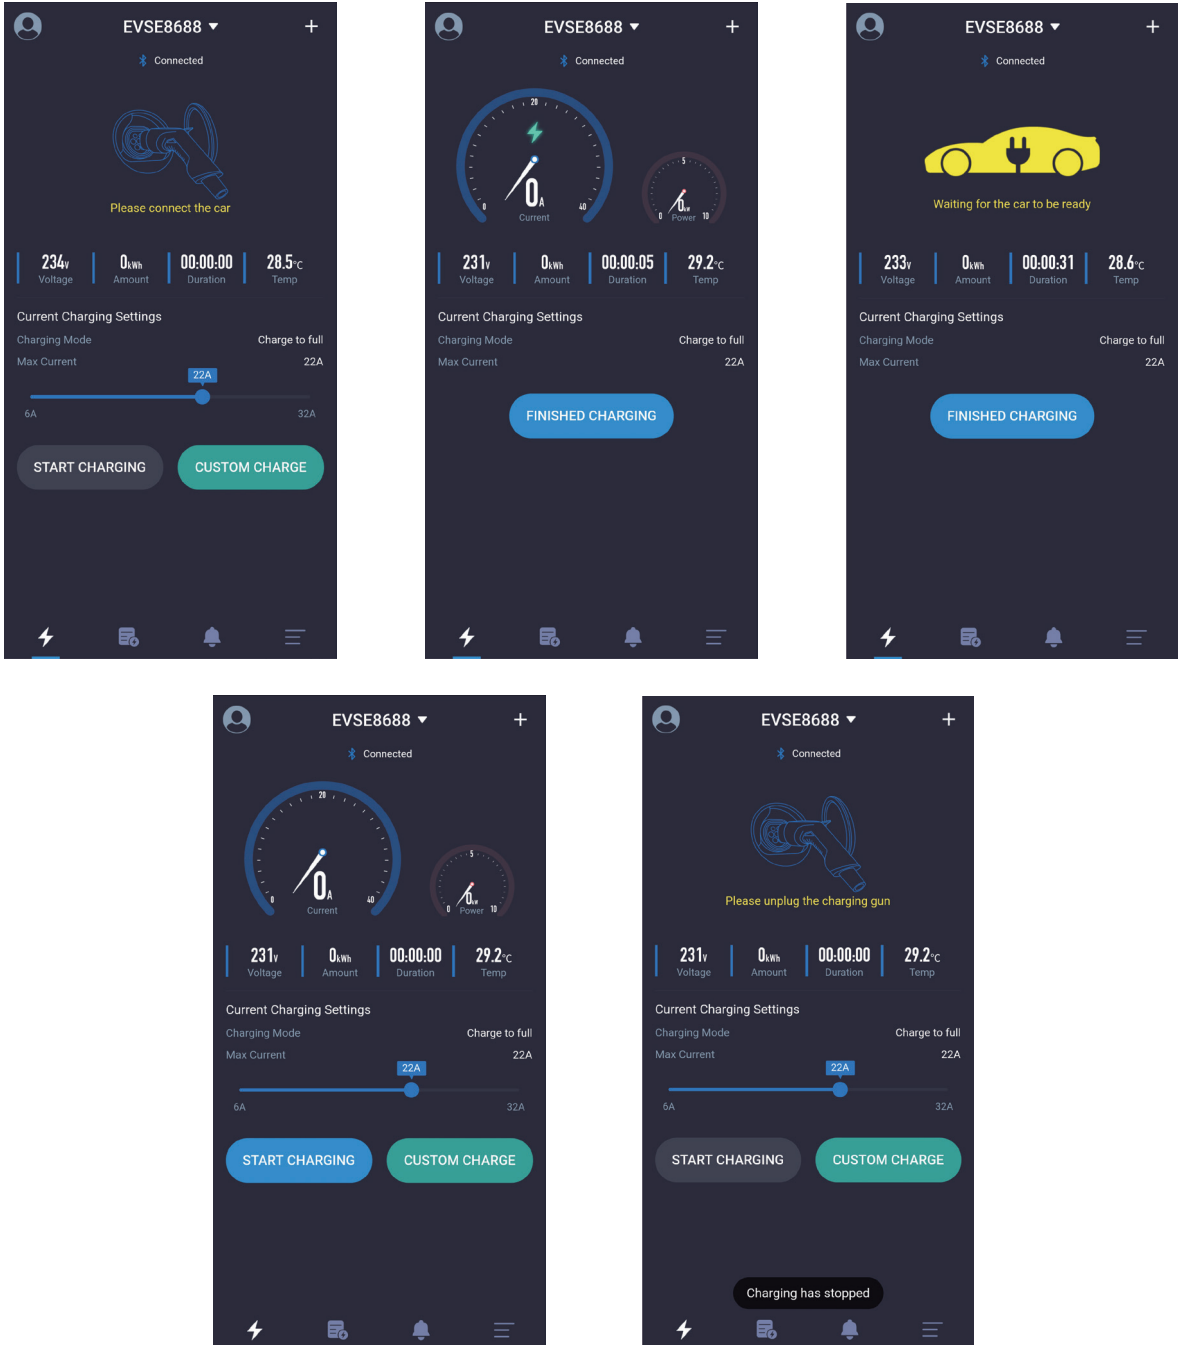 EVSE8688
Connected
Please connect the car
234V 0kWh 00:00:00 28.5°C
Voltage Amount Duration Temp
Current Charging Settings
Charging Mode Charge to full
Max Current 22A
22A
6A 32A
START CHARGING CUSTOM CHARGE
EVSE8688
Connected
20
5
0 40
0A
Current
0kW
0 10
Power
231V 0kWh 00:00:05 29.2°C
Voltage Amount Duration Temp
Current Charging Settings
Charging Mode Charge to full
Max Current 22A
FINISHED CHARGING
EVSE8688
Connected
Waiting for the car to be ready
233V 0kWh 00:00:31 28.6°C
Voltage Amount Duration Temp
Current Charging Settings
Charging Mode Charge to full
Max Current 22A
FINISHED CHARGING
EVSE8688
Connected
20
5
0 40
0A
Current
0kW
0 10
Power
231V 0kWh 00:00:00 29.2°C
Voltage Amount Duration Temp
Current Charging Settings
Charging Mode Charge to full
Max Current 22A
22A
6A 32A
START CHARGING CUSTOM CHARGE
EVSE8688
Connected
Please unplug the charging gun
231V 0kWh 00:00:00 29.2°C
Voltage Amount Duration Temp
Current Charging Settings
Charging Mode Charge to full
Max Current 22A
22A
6A 32A
START CHARGING CUSTOM CHARGE
Charging has stopped